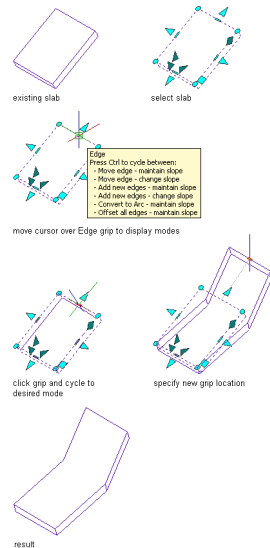 existing slab
select slab
Edge
Press Ctrl to cycle between:
- Move edge - maintain slope
- Move edge - change slope
- Add new edges - maintain slope
- Add new edges - change slope
- Convert to Arc - maintain slope
- Offset all edges - maintain slope
move cursor over Edge grip to display modes
click grip and cycle to
desired mode
specify new grip location
result